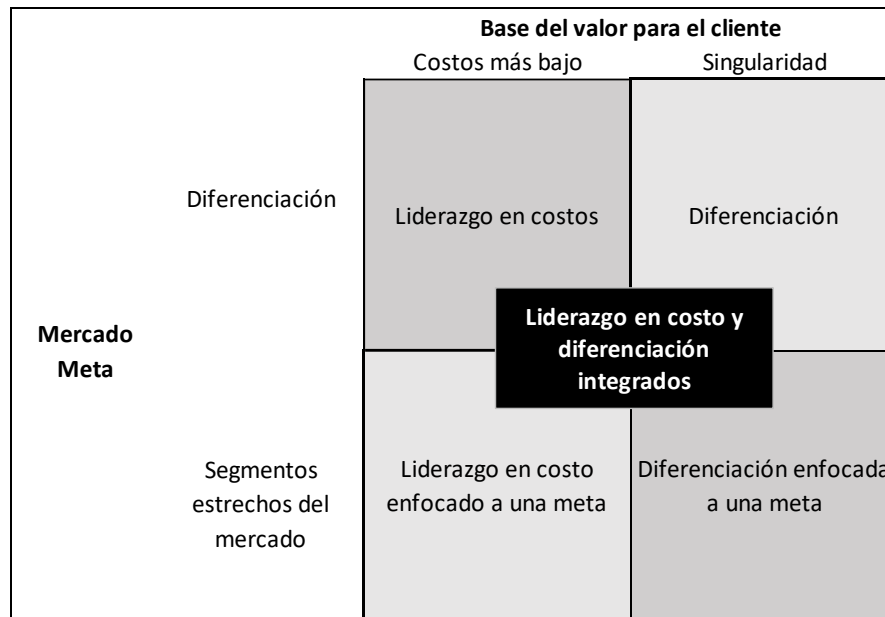 Base del valor para el cliente
Costos más bajo
Singularidad
Diferenciación
Liderazgo en costos
Diferenciación
Mercado
Meta
Liderazgo en costo y
diferenciación
integrados
Segmentos
estrechos del
mercado
Liderazgo en costo
enfocado a una meta
Diferenciación enfocada
a una meta